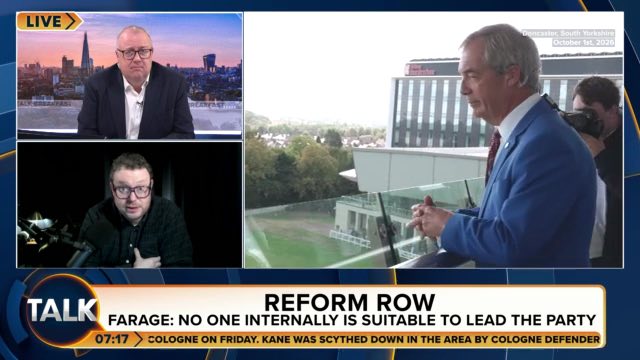 LIVE
Doncaster, South Yorkshire
October 1st, 2026
REFORM ROW
FARAGE: NO ONE INTERNALLY IS SUITABLE TO LEAD THE PARTY
TALK
07:17
COLOGNE ON FRIDAY. KANE WAS SCYTHED DOWN IN THE AREA BY COLOGNE DEFENDER